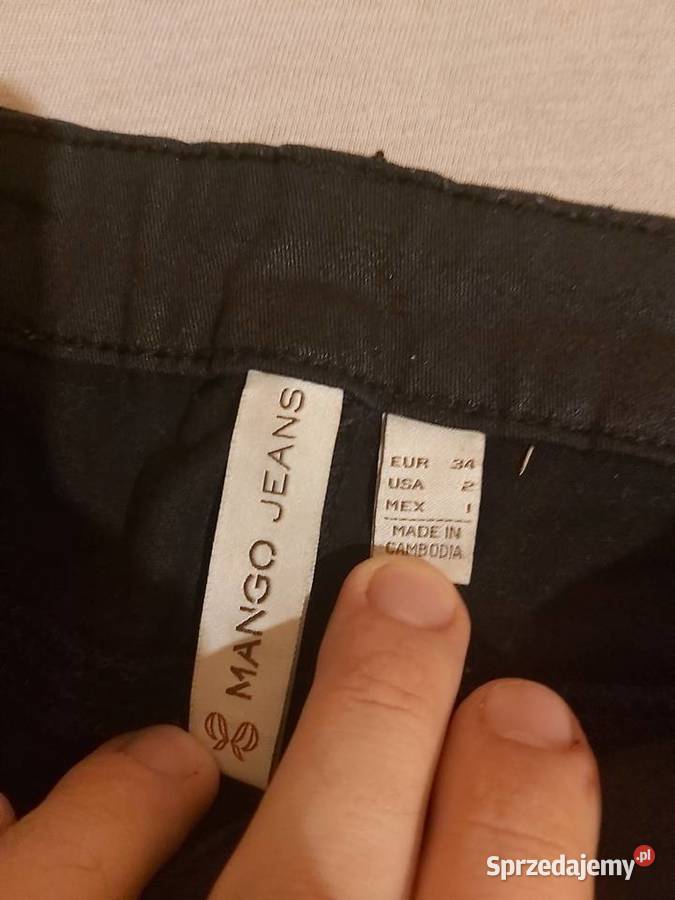 MANGO JEANS
EUR 34
USA 2
MEX 1
MADE IN
CAMBODIA
Sprzedajemy.pl